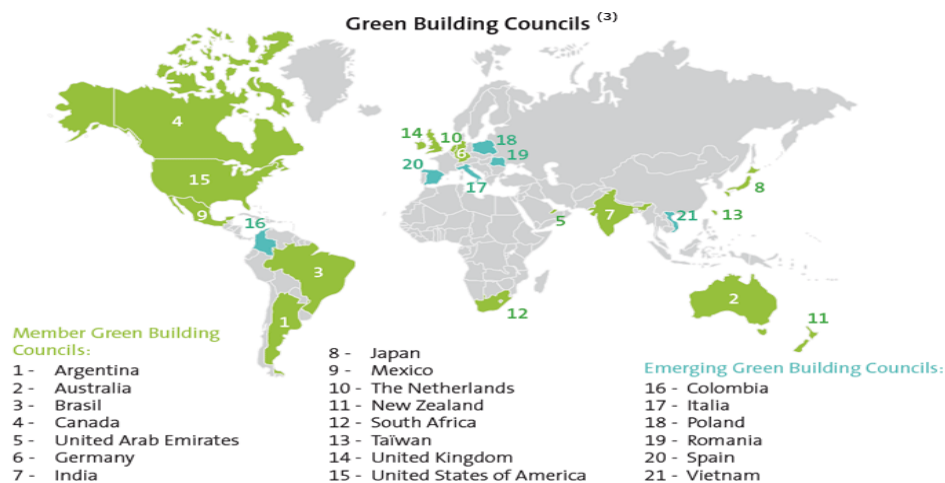 Green Building Councils (3)
4
15
9
16
3
1
14
10
6
18
19
20
17
5
7
21
13
8
12
2
11
Member Green Building
Councils:
1 - Argentina
2 - Australia
3 - Brasil
4 - Canada
5 - United Arab Emirates
6 - Germany
7 - India
8 - Japan
9 - Mexico
10 - The Netherlands
11 - New Zealand
12 - South Africa
13 - Taïwan
14 - United Kingdom
15 - United States of America
Emerging Green Building Councils:
16 - Colombia
17 - Italia
18 - Poland
19 - Romania
20 - Spain
21 - Vietnam